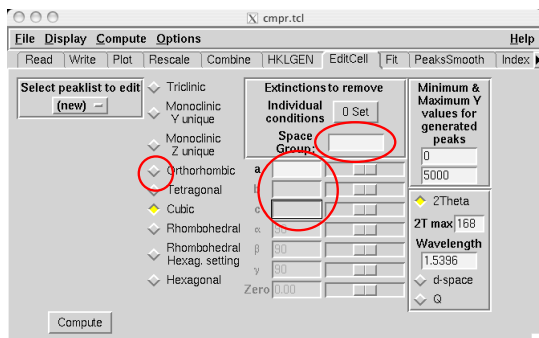 cmpr.tcl
File Display Compute Options Help
Read Write Plot Rescale Combine HKLGEN EditCell Fit PeaksSmooth Index
Select peaklist to edit
(new)
Triclinic
Monoclinic
Y unique
Monoclinic
Z unique
Orthorhombic
Tetragonal
Cubic
Rhombohedral
Rhombohedral
Hexag. setting
Hexagonal
Extinctions to remove
Individual
conditions
0 Set
Space
Group:
a
b
c
α 90
β 90
γ 90
Zero 0.00
Minimum &
Maximum Y
values for
generated
peaks
0
5000
2Theta
2T max 168
Wavelength
1.5396
d-space
Q
Compute